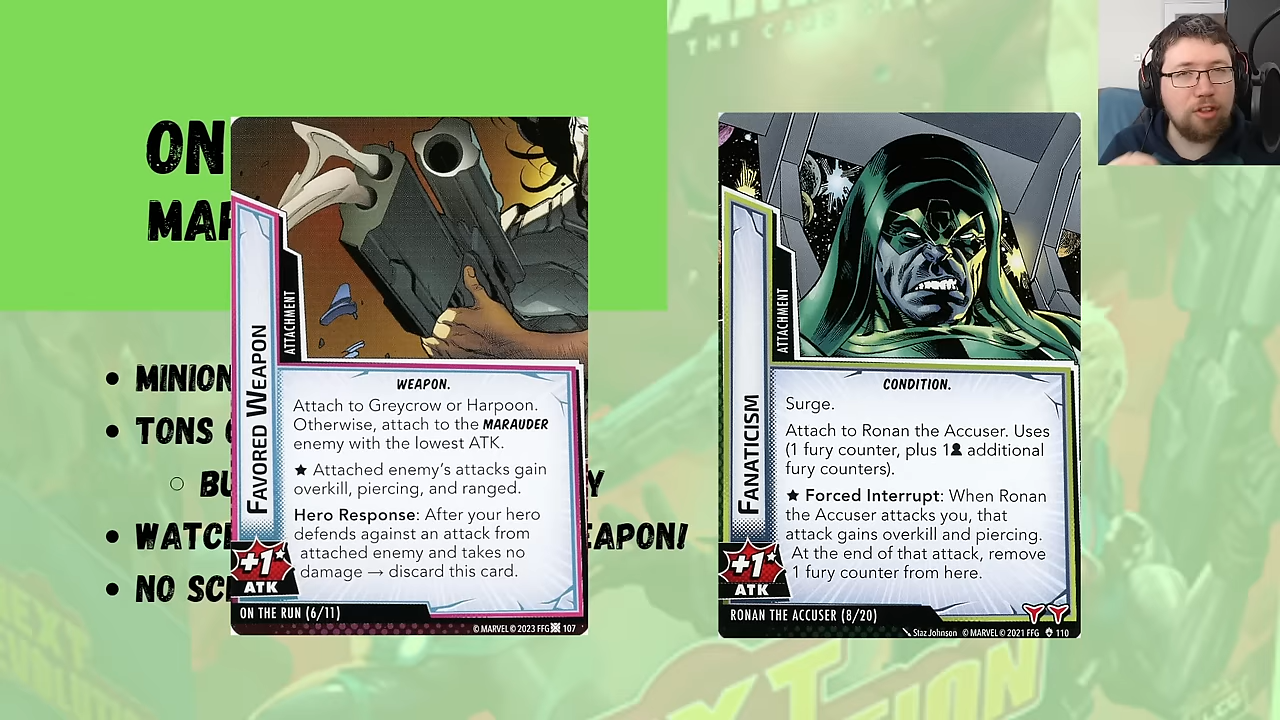 ON
MAR
MINION
TONS
BU
Y
WATCH
EAPON!
NO SC
FAVORED WEAPON
ATTACHMENT
WEAPON.
Attach to Greycrow or Harpoon.
Otherwise, attach to the MARAUDER
enemy with the lowest ATK.
★ Attached enemy's attacks gain
overkill, piercing, and ranged.
Hero Response: After your hero
defends against an attack from
attached enemy and takes no
damage → discard this card.
+1★
ATK
ON THE RUN (6/11)
© MARVEL © 2023 FFG 107
FANATICISM
ATTACHMENT
CONDITION.
Surge.
Attach to Ronan the Accuser. Uses
(1 fury counter, plus 1 additional
fury counters).
★ Forced Interrupt: When Ronan
the Accuser attacks you, that
attack gains overkill and piercing.
At the end of that attack, remove
1 fury counter from here.
+1★
ATK
RONAN THE ACCUSER (8/20)
Staz Johnson © MARVEL © 2021 FFG 110
THE CARD GAME